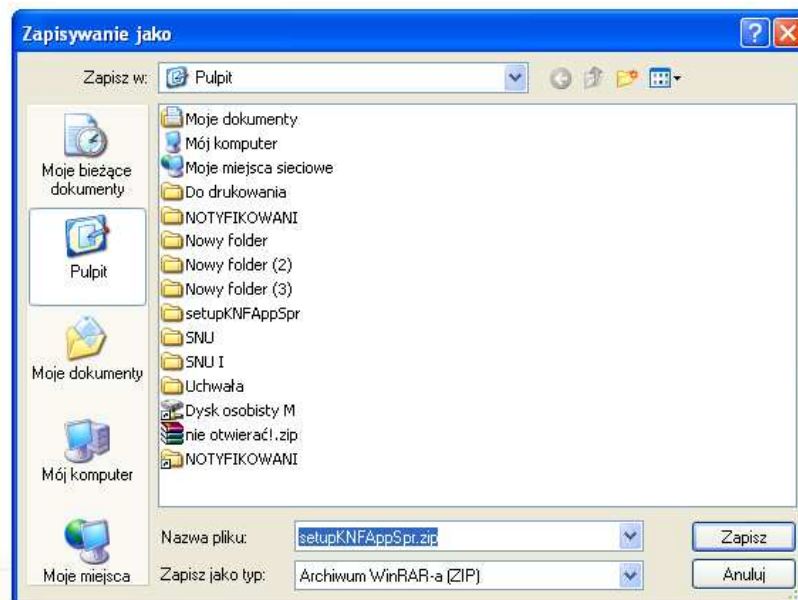 Zapisywanie jako
Zapisz w:
Pulpit
Moje bieżące
dokumenty
Pulpit
Moje dokumenty
Mój komputer
Moje miejsca
Moje dokumenty
Mój komputer
Moje miejsca sieciowe
Do drukowania
NOTYFIKOWANI
Nowy folder
Nowy folder (2)
Nowy folder (3)
setupKNFAppSpr
SNU
SNU I
Uchwała
Dysk osobisty M
nie otwierać!.zip
NOTYFIKOWANI
Nazwa pliku:
setupKNFAppSpr.zip
Zapisz
Zapisz jako typ:
Archiwum WinRAR-a (ZIP)
Anuluj